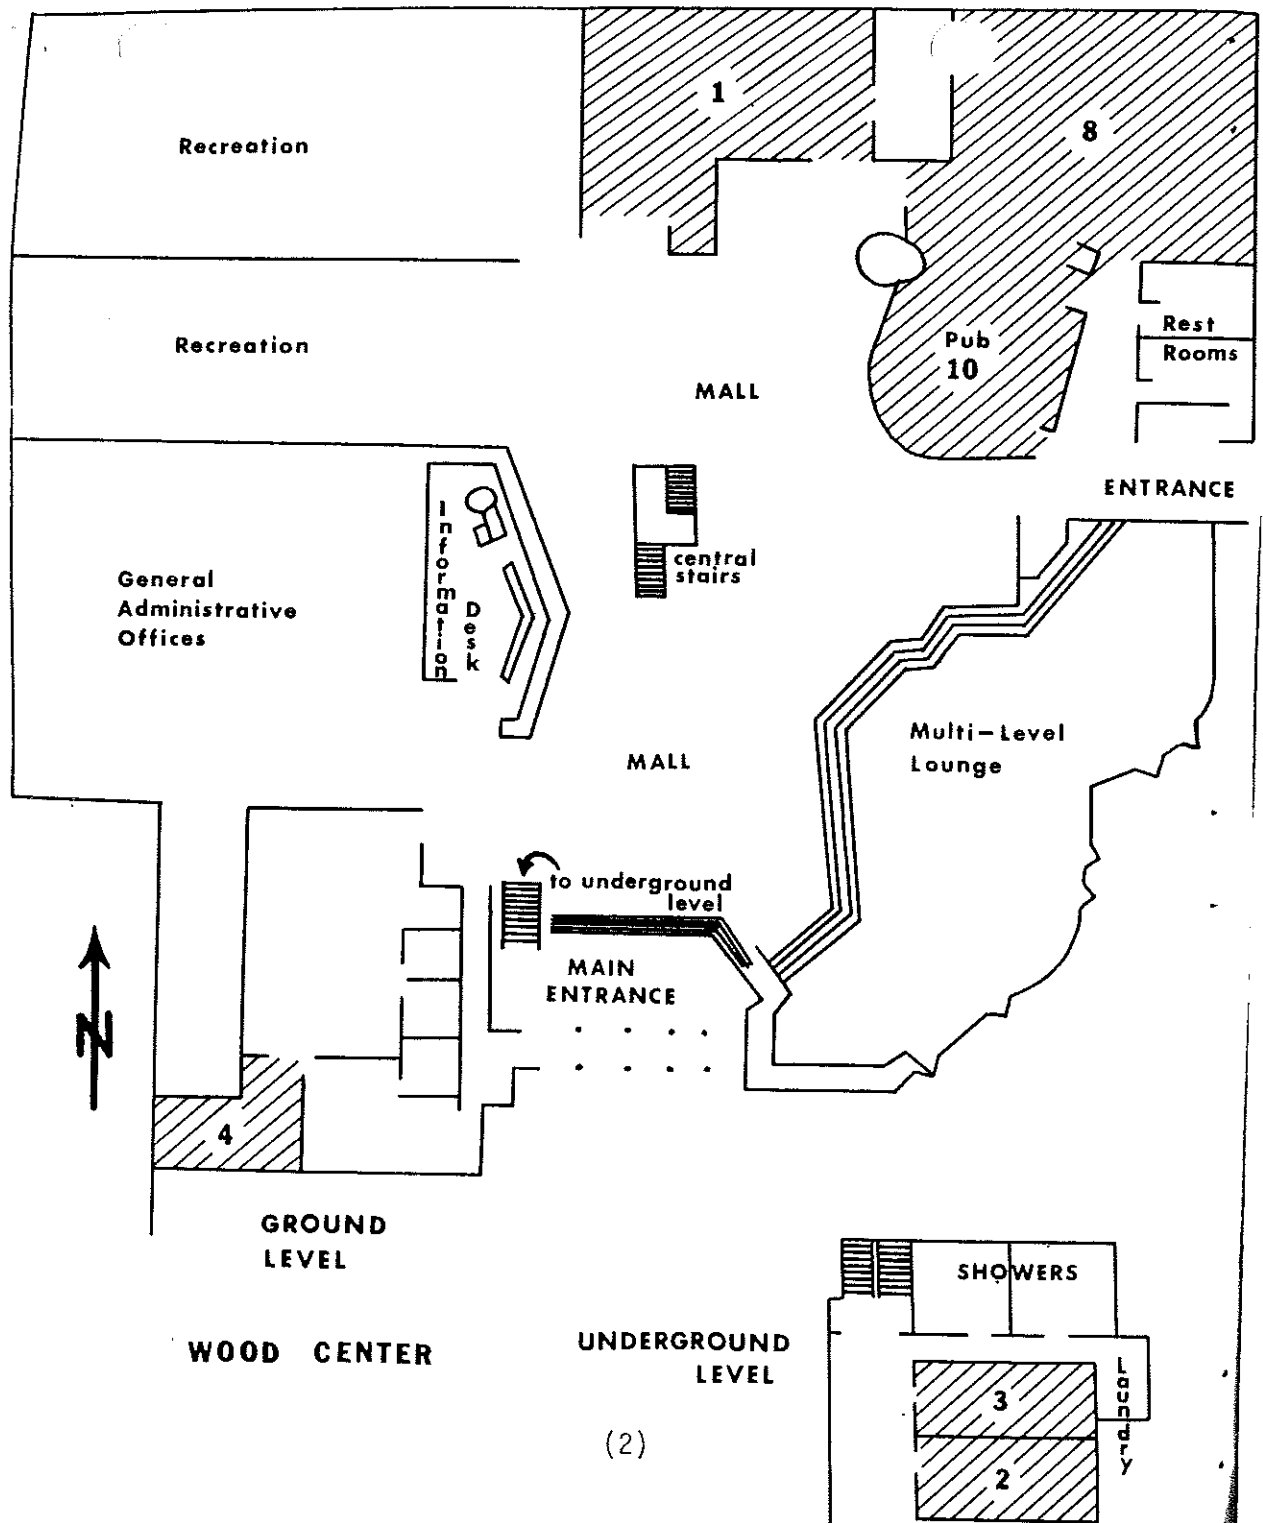 1
8
Recreation
Recreation
Pub
10
Rest
Rooms
MALL
ENTRANCE
Information
Desk
central
stairs
General
Administrative
Offices
Multi-Level
Lounge
MALL
to underground
level
MAIN
ENTRANCE
N
4
GROUND
LEVEL
SHOWERS
WOOD CENTER
UNDERGROUND
LEVEL
Laundry
3
2
(2)